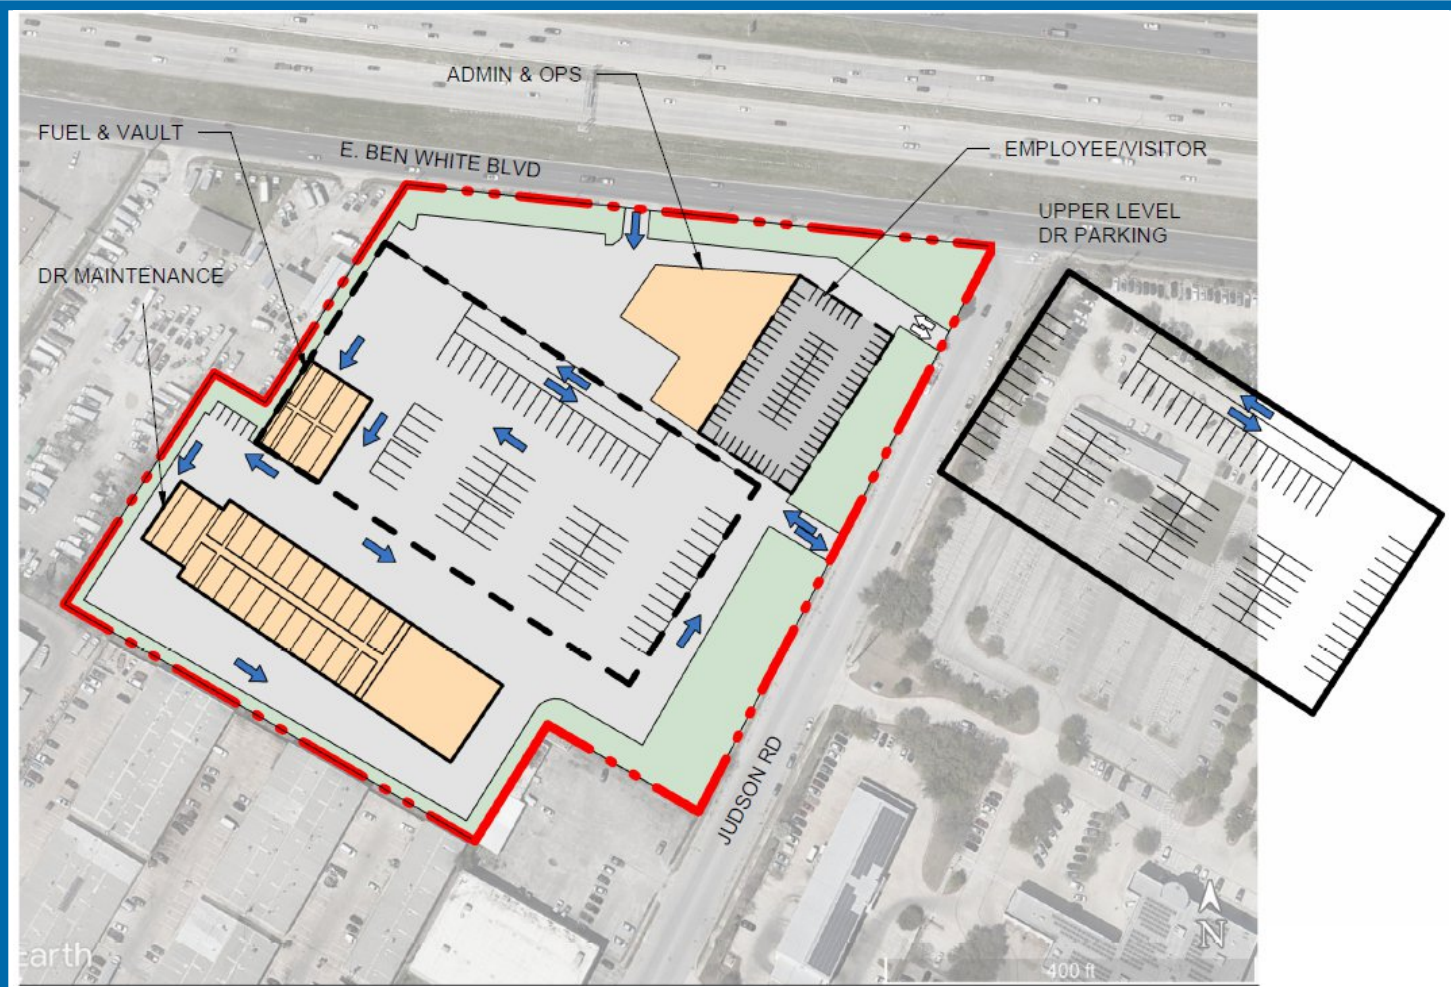 ADMIN & OPS
FUEL & VAULT
E. BEN WHITE BLVD
EMPLOYEE/VISITOR
UPPER LEVEL
DR PARKING
DR MAINTENANCE
JUDSON RD
N
earth
400 ft